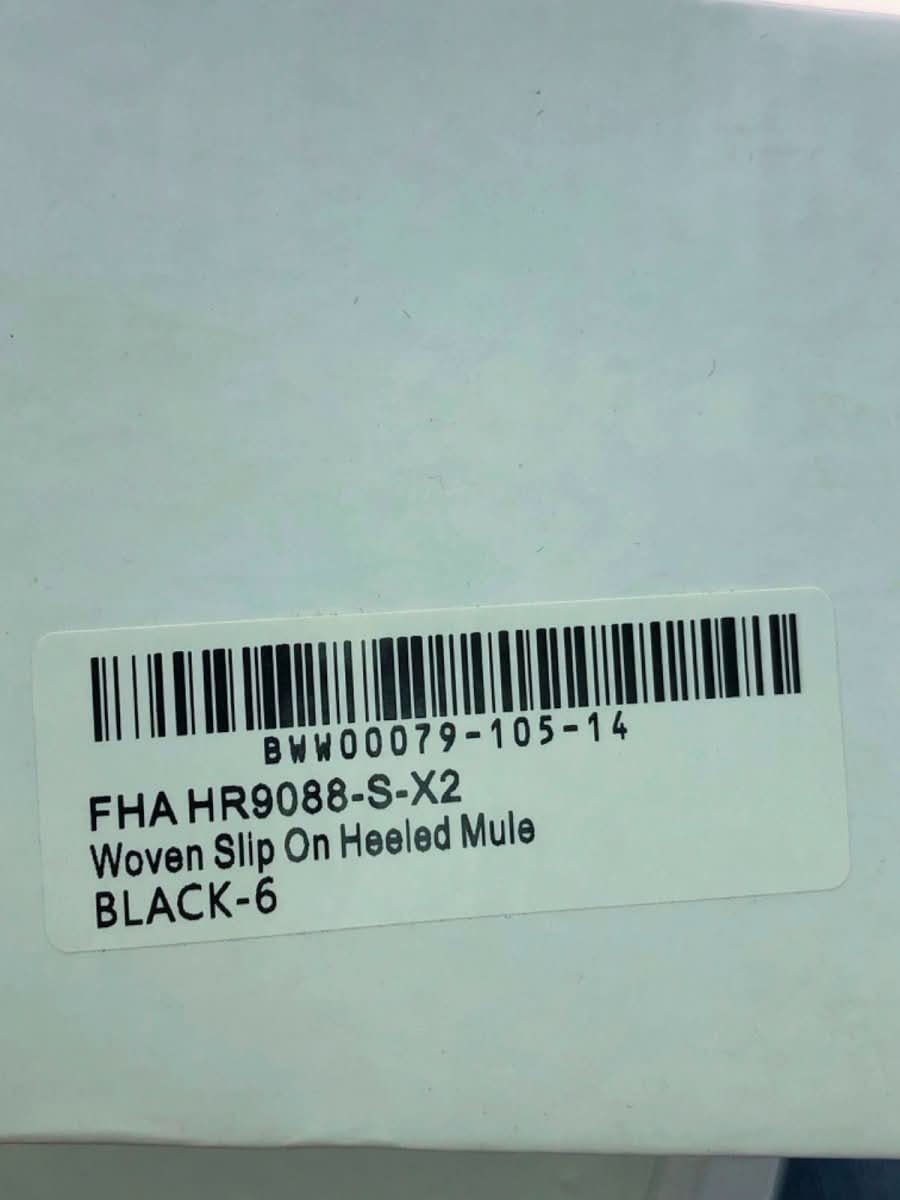 BWW00079-105-14
FHA HR9088-S-X2
Woven Slip On Heeled Mule
BLACK-6